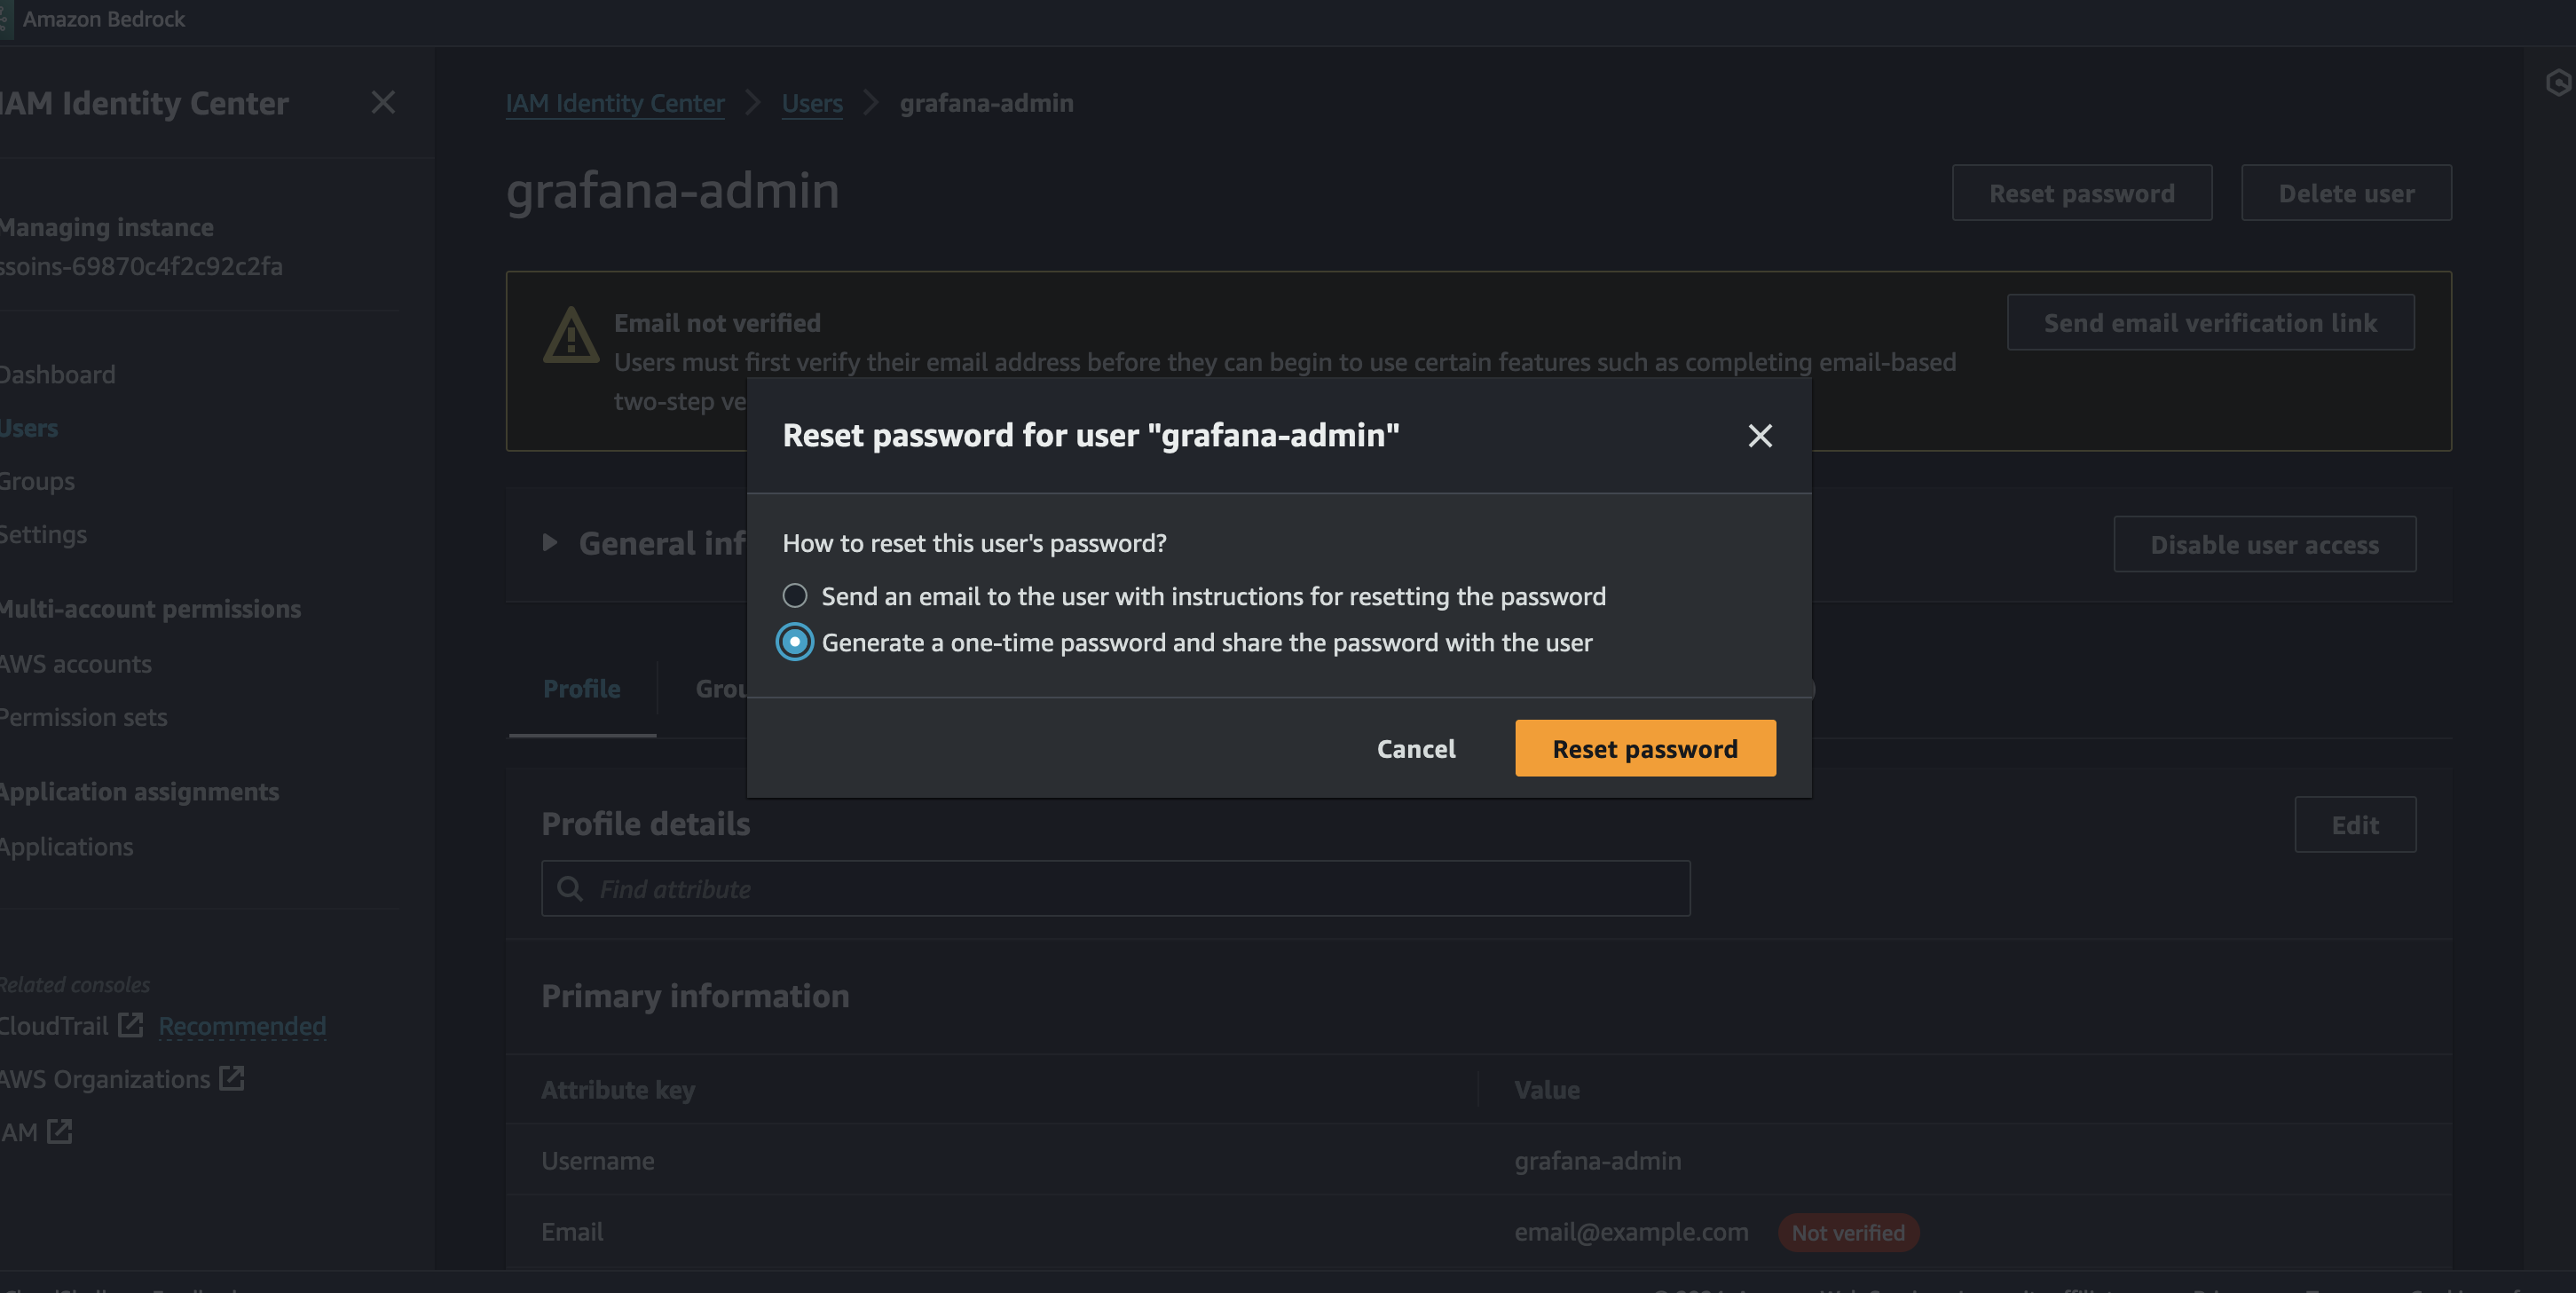 Amazon Bedrock
IAM Identity Center
Managing instance
ssoins-69870c4f2c92c2fa
Dashboard
Users
Groups
Settings
Multi-account permissions
AWS accounts
Permission sets
Application assignments
Applications
Related consoles
CloudTrail Recommended
AWS Organizations
IAM
IAM Identity Center Users grafana-admin
grafana-admin
Reset password Delete user
Email not verified
Users must first verify their email address before they can begin to use certain features such as completing email-based
two-step ve
Send email verification link
General inf
Disable user access
Profile Grou
Reset password for user "grafana-admin"
How to reset this user's password?
Send an email to the user with instructions for resetting the password
Generate a one-time password and share the password with the user
Cancel Reset password
Profile details
Edit
Find attribute
Primary information
Attribute key Value
Username grafana-admin
Email email@example.com Not verified